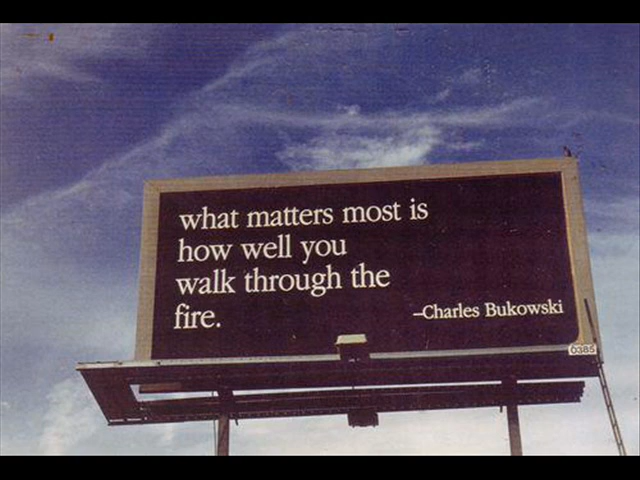 what matters most is
how well you
walk through the
fire.
–Charles Bukowski
0385